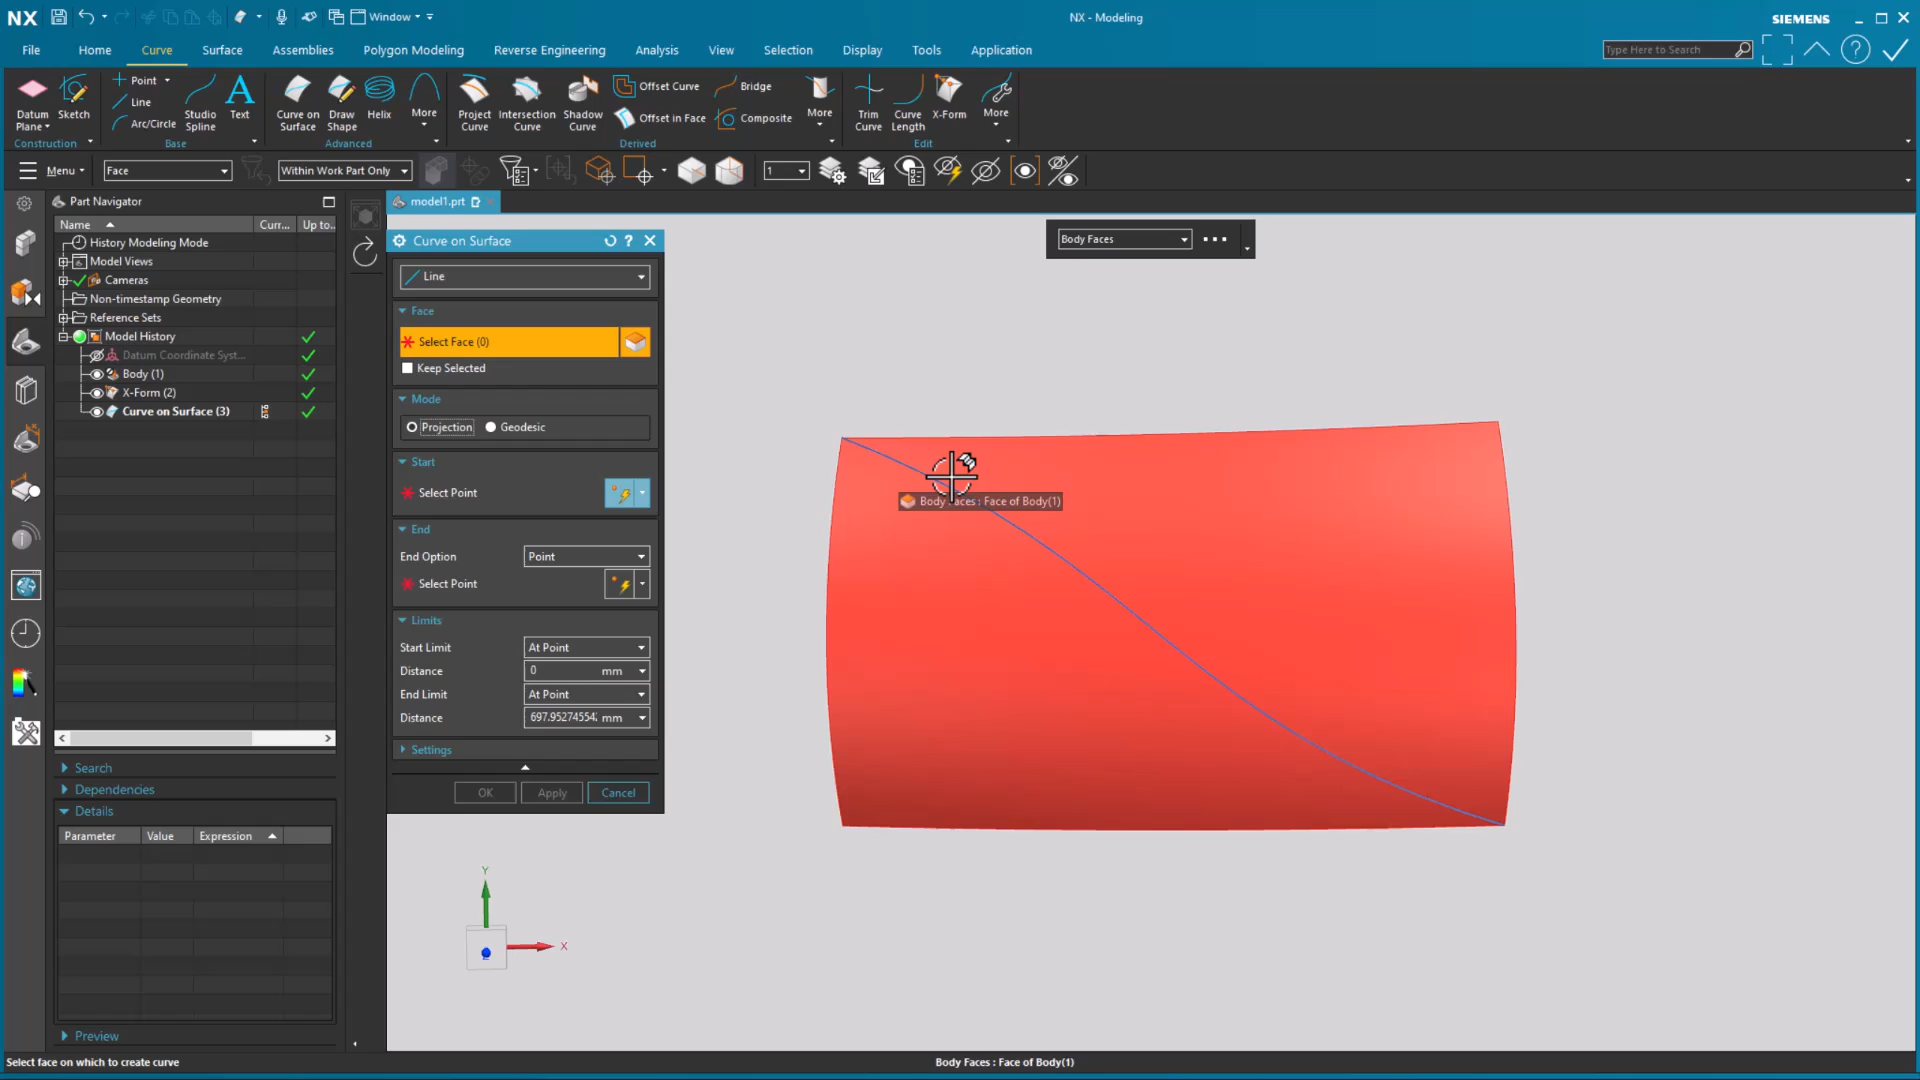 NX
Window
NX - Modeling
SIEMENS
File Home Curve Surface Assemblies Polygon Modeling Reverse Engineering Analysis View Selection Display Tools Application
Type Here to Search
Datum Plane
Sketch
Construction
Point
Line
Arc/Circle
Studio Spline
Text
Base
Curve on Surface
Draw Shape
Helix
More
Advanced
Project Curve
Intersection Curve
Shadow Curve
Offset Curve
Offset in Face
Bridge
Composite
More
Derived
Trim Curve
Curve Length
X-Form
More
Edit
Menu
Face
Within Work Part Only
1
Part Navigator
Name Curr... Up to...
History Modeling Mode
Model Views
Cameras
Non-timestamp Geometry
Reference Sets
Model History
Datum Coordinate Syst...
Body (1)
X-Form (2)
Curve on Surface (3)
Search
Dependencies
Details
Parameter Value Expression
Preview
model1.prt
Curve on Surface
Line
Face
Select Face (0)
Keep Selected
Mode
Projection Geodesic
Start
Select Point
End
End Option Point
Select Point
Limits
Start Limit At Point
Distance 0 mm
End Limit At Point
Distance 697.95274554 mm
Settings
OK Apply Cancel
Body Faces
Body Faces : Face of Body(1)
Y
X
Select face on which to create curve
Body Faces : Face of Body(1)